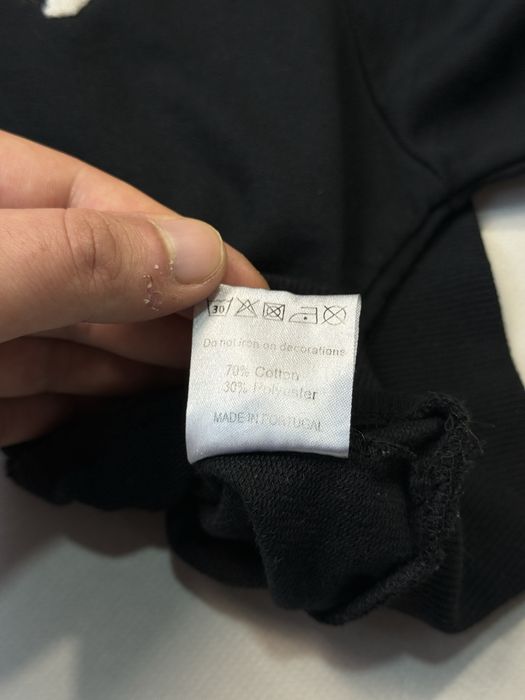 30
Do not iron on decorations
70% Cotton
30% Polyester
MADE IN PORTUGAL